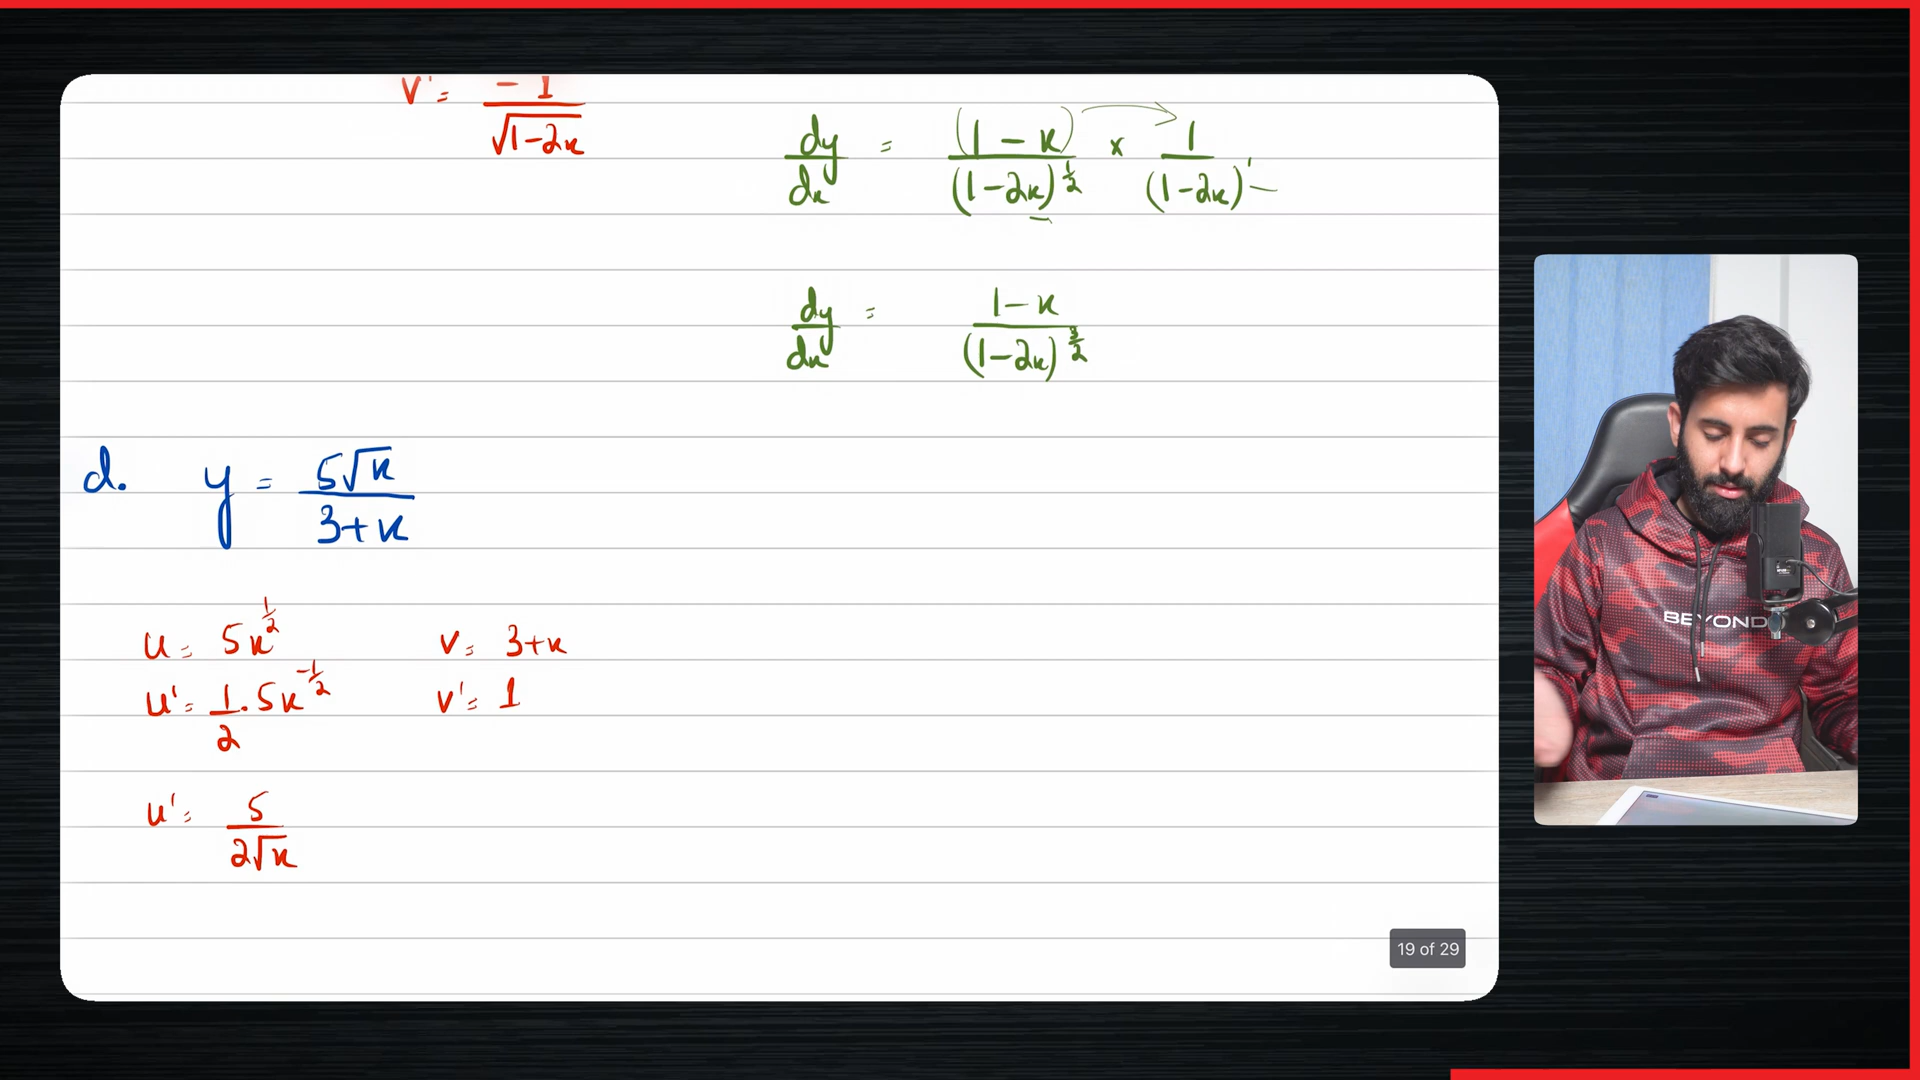 v' = -1/√(1-2x)
dy/dx = (1-x)/(1-2x)^(1/2) × 1/(1-2x)^1
dy/dx = 1-x/(1-2x)^(3/2)
d. y = 5√x/3+x
u = 5x^(1/2) v = 3+x
u' = 1/2 · 5x^(-1/2) v' = 1
u' = 5/2√x
BEYOND
19 of 29